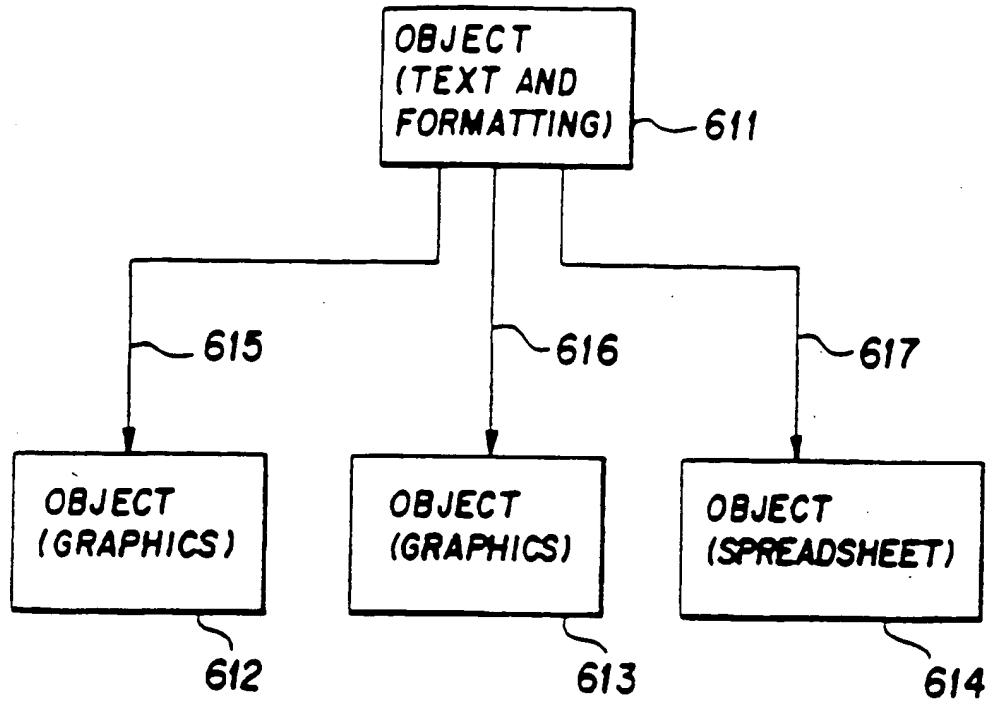 OBJECT
(TEXT AND
FORMATTING)
611
615
616
617
OBJECT
(GRAPHICS)
OBJECT
(GRAPHICS)
OBJECT
(SPREADSHEET)
612
613
614